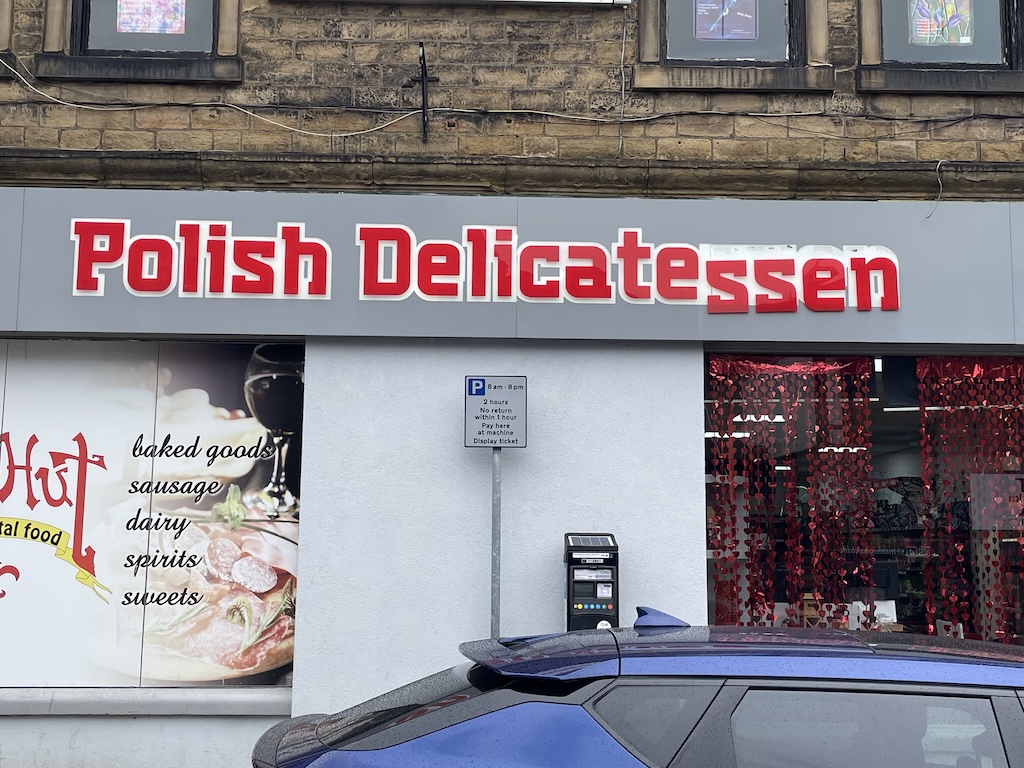 Polish Delicatessen
P 8 am - 8 pm
2 hours
No return
within 1 hour
Pay here
at machine
Display ticket
Hut
tal food
baked goods
sausage
dairy
spirits
sweets